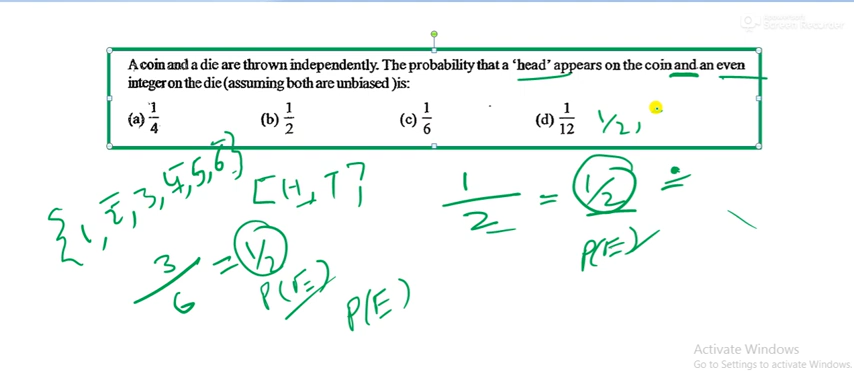 A coin and a die are thrown independently. The probability that a 'head' appears on the coin and an even
integer on the die (assuming both are unbiased )is:
(a) 1/4 (b) 1/2 (c) 1/6 (d) 1/12 1/2,
{1, 2, 3, 4, 5, 6} [H, T] 1/2 = 1/2
3/6 = 1/2 P(E) P(E)
P(E)
Activate Windows
Go to Settings to activate Windows.